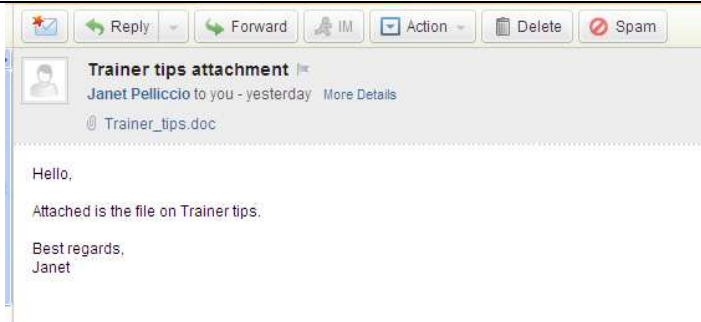 Reply Forward IM Action Delete Spam
Trainer tips attachment
Janet Pelliccio to you - yesterday More Details
Trainer_tips.doc
Hello,
Attached is the file on Trainer tips.
Best regards,
Janet